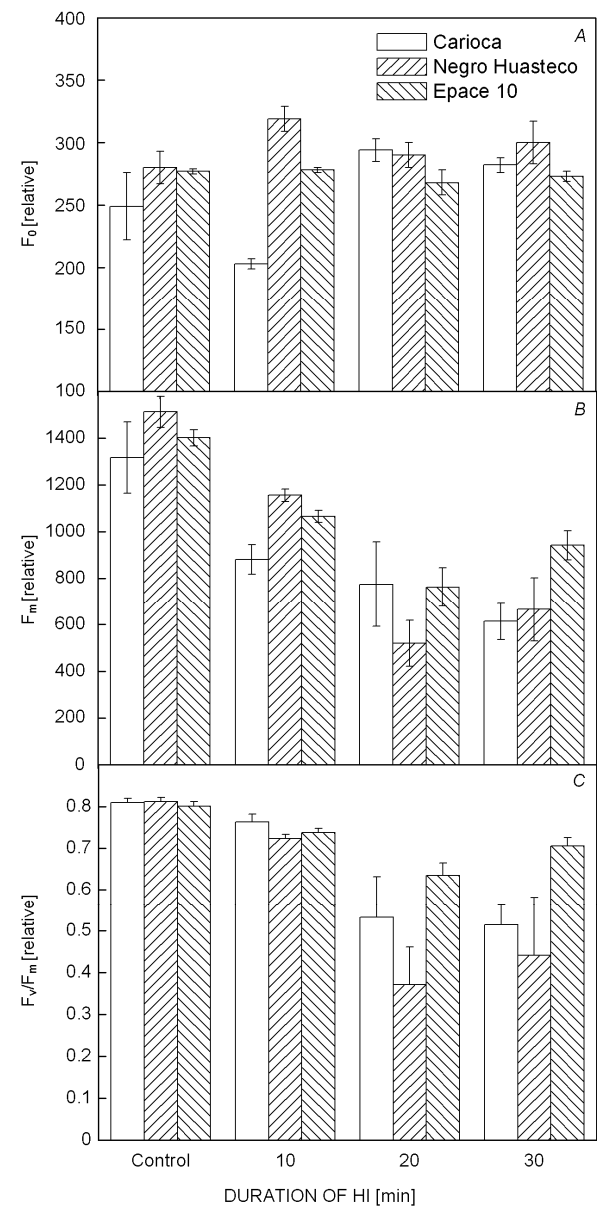 400
350
300
250
200
150
100
F0 [relative]
Carioca
Negro Huasteco
Epace 10
A
1400
1200
1000
800
600
400
200
0
Fm [relative]
B
0.8
0.7
0.6
0.5
0.4
0.3
0.2
0.1
0
Fv/Fm [relative]
C
Control 10 20 30
DURATION OF HI [min]